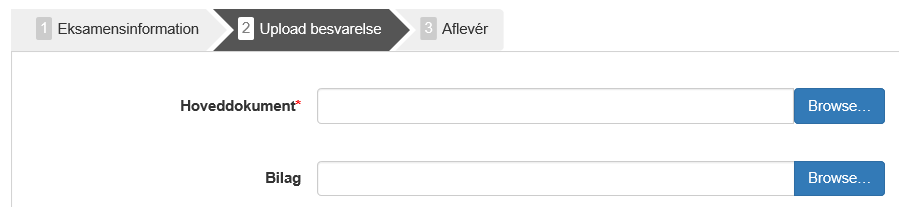 1 Eksamensinformation 2 Upload besvarelse 3 Aflevér
Hoveddokument* Browse...
Bilag Browse...